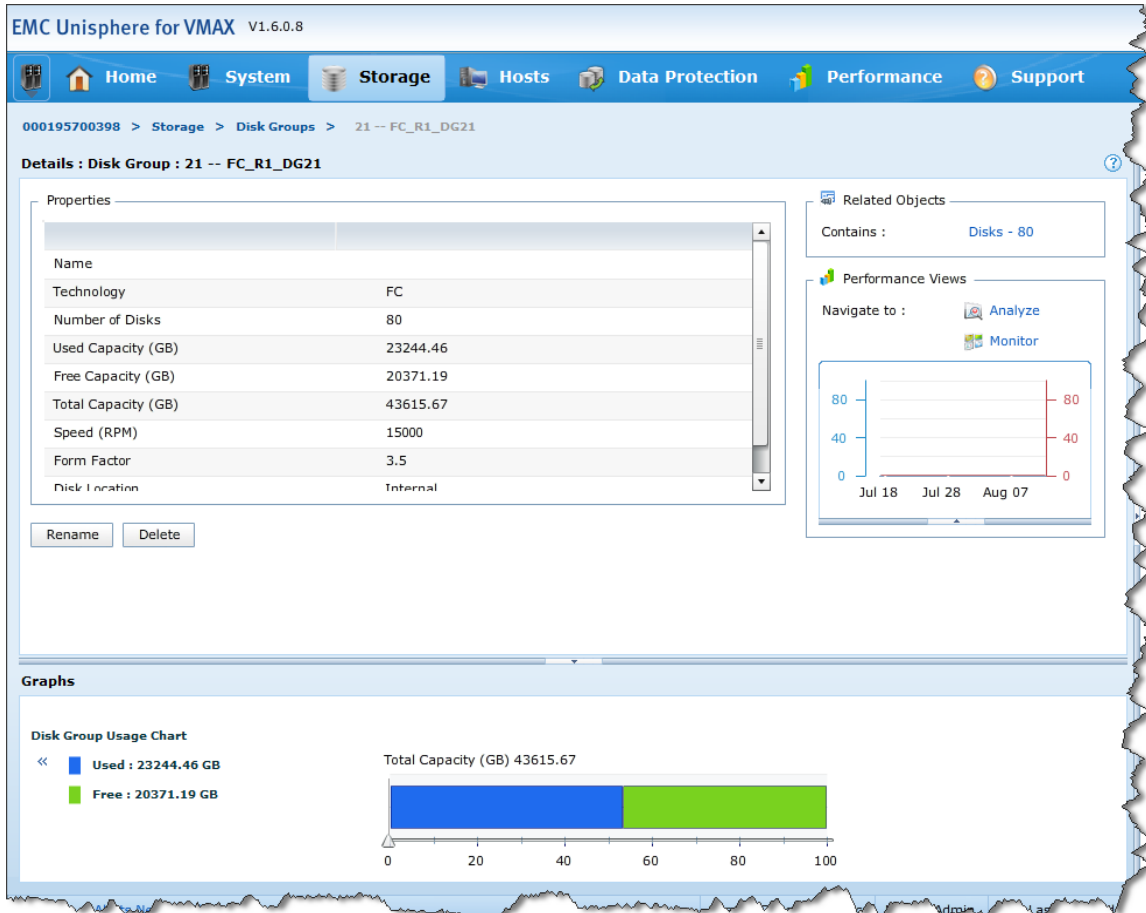 EMC Unisphere for VMAX V1.6.0.8
Home System Storage Hosts Data Protection Performance Support
000195700398 > Storage > Disk Groups > 21 -- FC_R1_DG21
Details : Disk Group : 21 -- FC_R1_DG21
Properties
Name
Technology FC
Number of Disks 80
Used Capacity (GB) 23244.46
Free Capacity (GB) 20371.19
Total Capacity (GB) 43615.67
Speed (RPM) 15000
Form Factor 3.5
Disk Location Internal
Rename Delete
Related Objects
Contains : Disks - 80
Performance Views
Navigate to : Analyze
Monitor
80 80
40 40
0 0
Jul 18 Jul 28 Aug 07
Graphs
Disk Group Usage Chart
« Used : 23244.46 GB
Free : 20371.19 GB
Total Capacity (GB) 43615.67
0 20 40 60 80 100